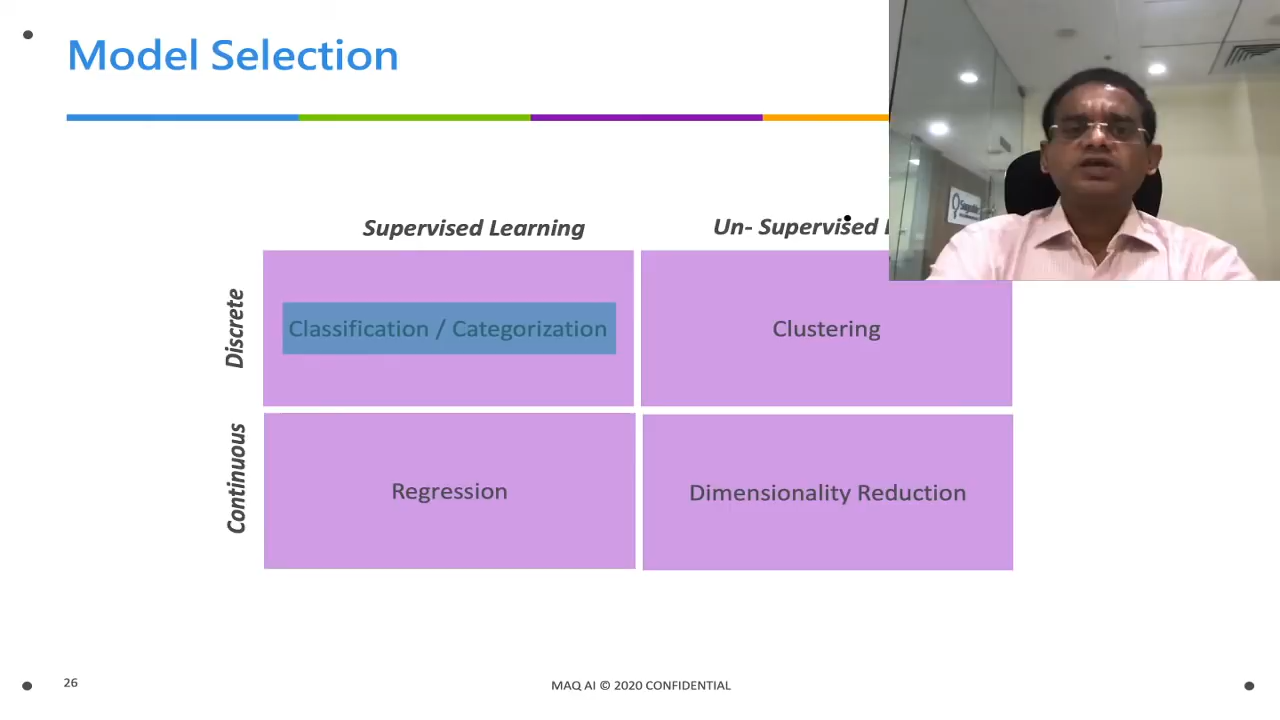 Model Selection
Supervised Learning
Un- Supervised
Discrete
Classification / Categorization
Clustering
Continuous
Regression
Dimensionality Reduction
26
MAQ AI © 2020 CONFIDENTIAL